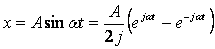 x = A sin ωt = A/2j (e^{jωt} − e^{−jωt})